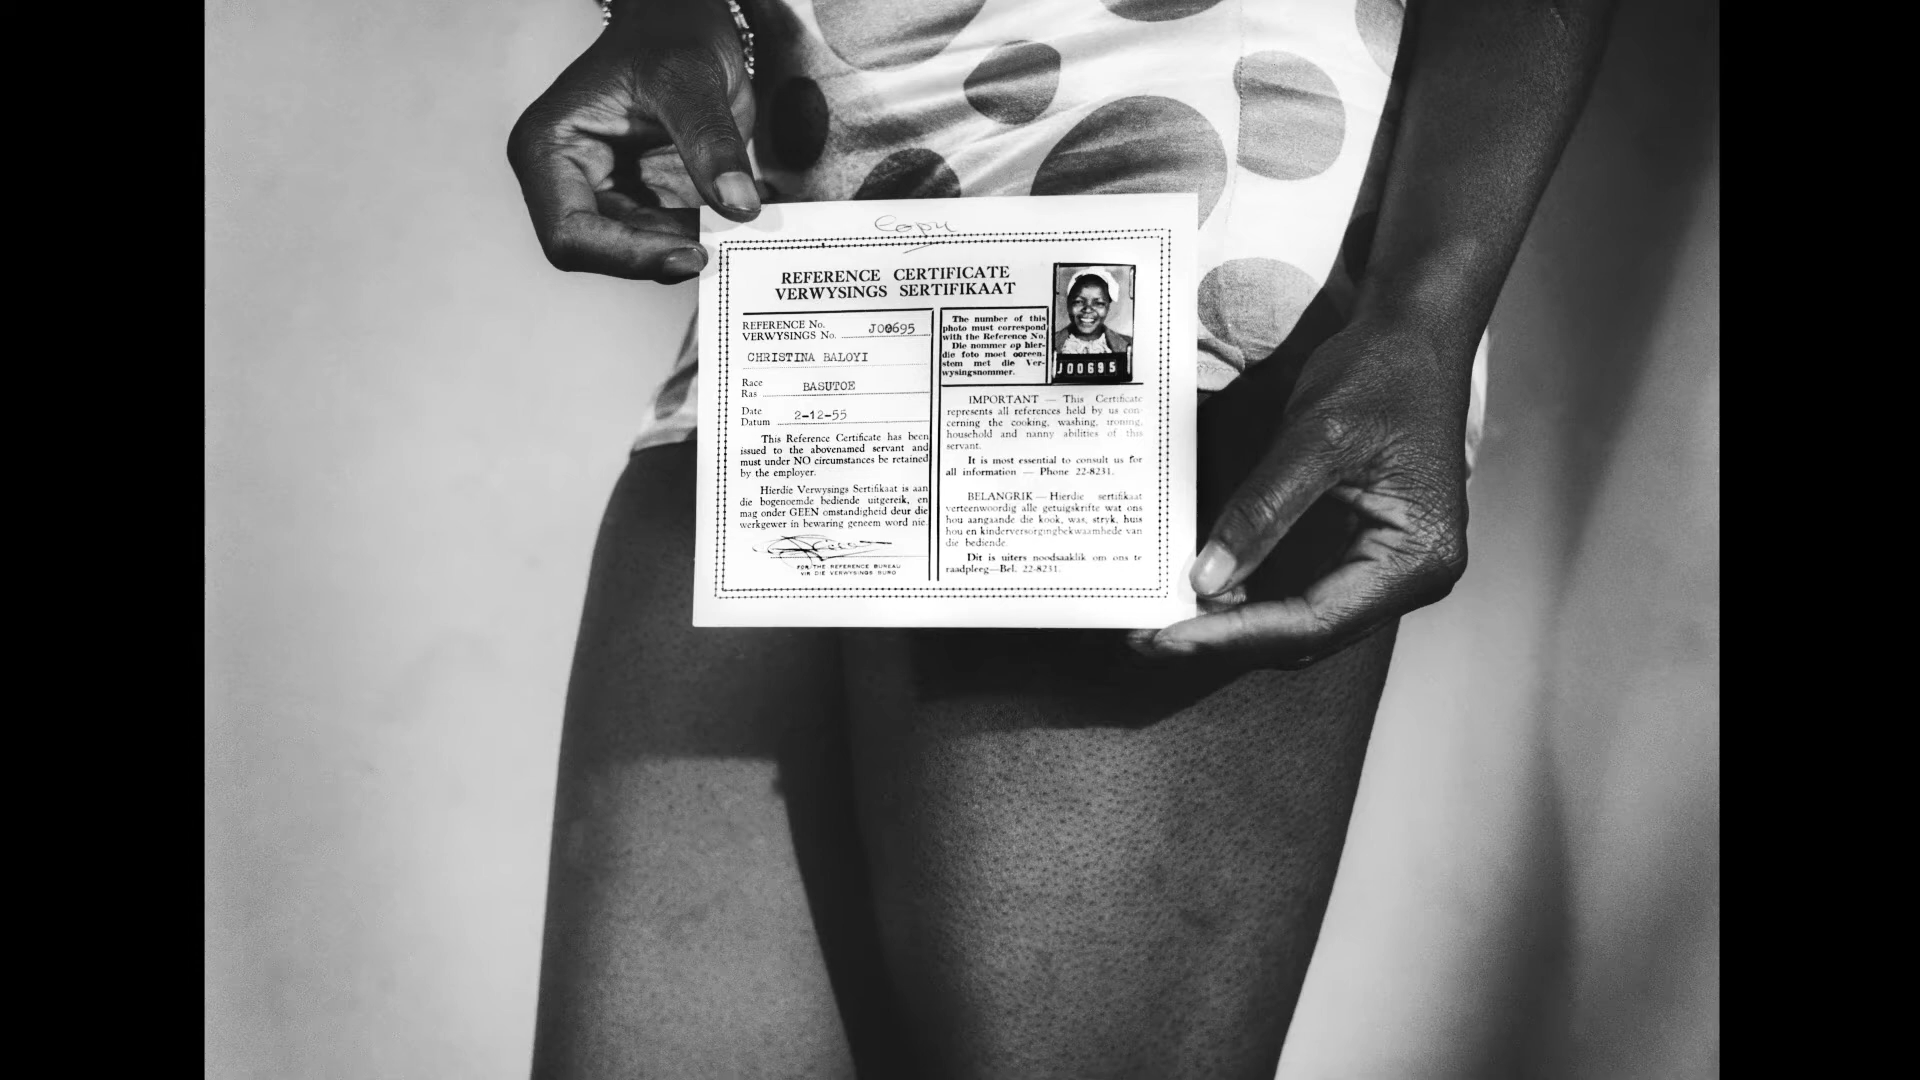 Copy
REFERENCE CERTIFICATE
VERWYSINGS SERTIFIKAAT
REFERENCE No.
VERWYSINGS No. J00695
CHRISTINA BALOYI
Race
Ras BASUTOE
Date
Datum 2-12-55
This Reference Certificate has been
issued to the abovenamed servant and
must under NO circumstances be retained
by the employer.
Hierdie Verwysings Sertifikaat is aan
die bogenoemde bediende uitgereik, en
mag onder GEEN omstandigheid deur die
werkgewer in bewaring geneem word nie.
FOR THE REFERENCE BUREAU
VIR DIE VERWYSINGS BURO
The number of this
photo must correspond
with the Reference No.
Die nommer op hier-
die foto moet ooreen-
stem met die Ver-
wysingsnommer.
J00695
IMPORTANT — This Certificate
represents all references held by us con-
cerning the cooking, washing, ironing,
household and nanny abilities of this
servant.
It is most essential to consult us for
all information — Phone 22-8231.
BELANGRIK — Hierdie sertifikaat
verteenwoordig alle getuigskrifte wat ons
hou aangaande die kook, was, stryk, huis
hou en kinderversorgingbekwaamhede van
die bediende.
Dit is uiters noodsaaklik om ons te
raadpleeg—Bel. 22-8231.